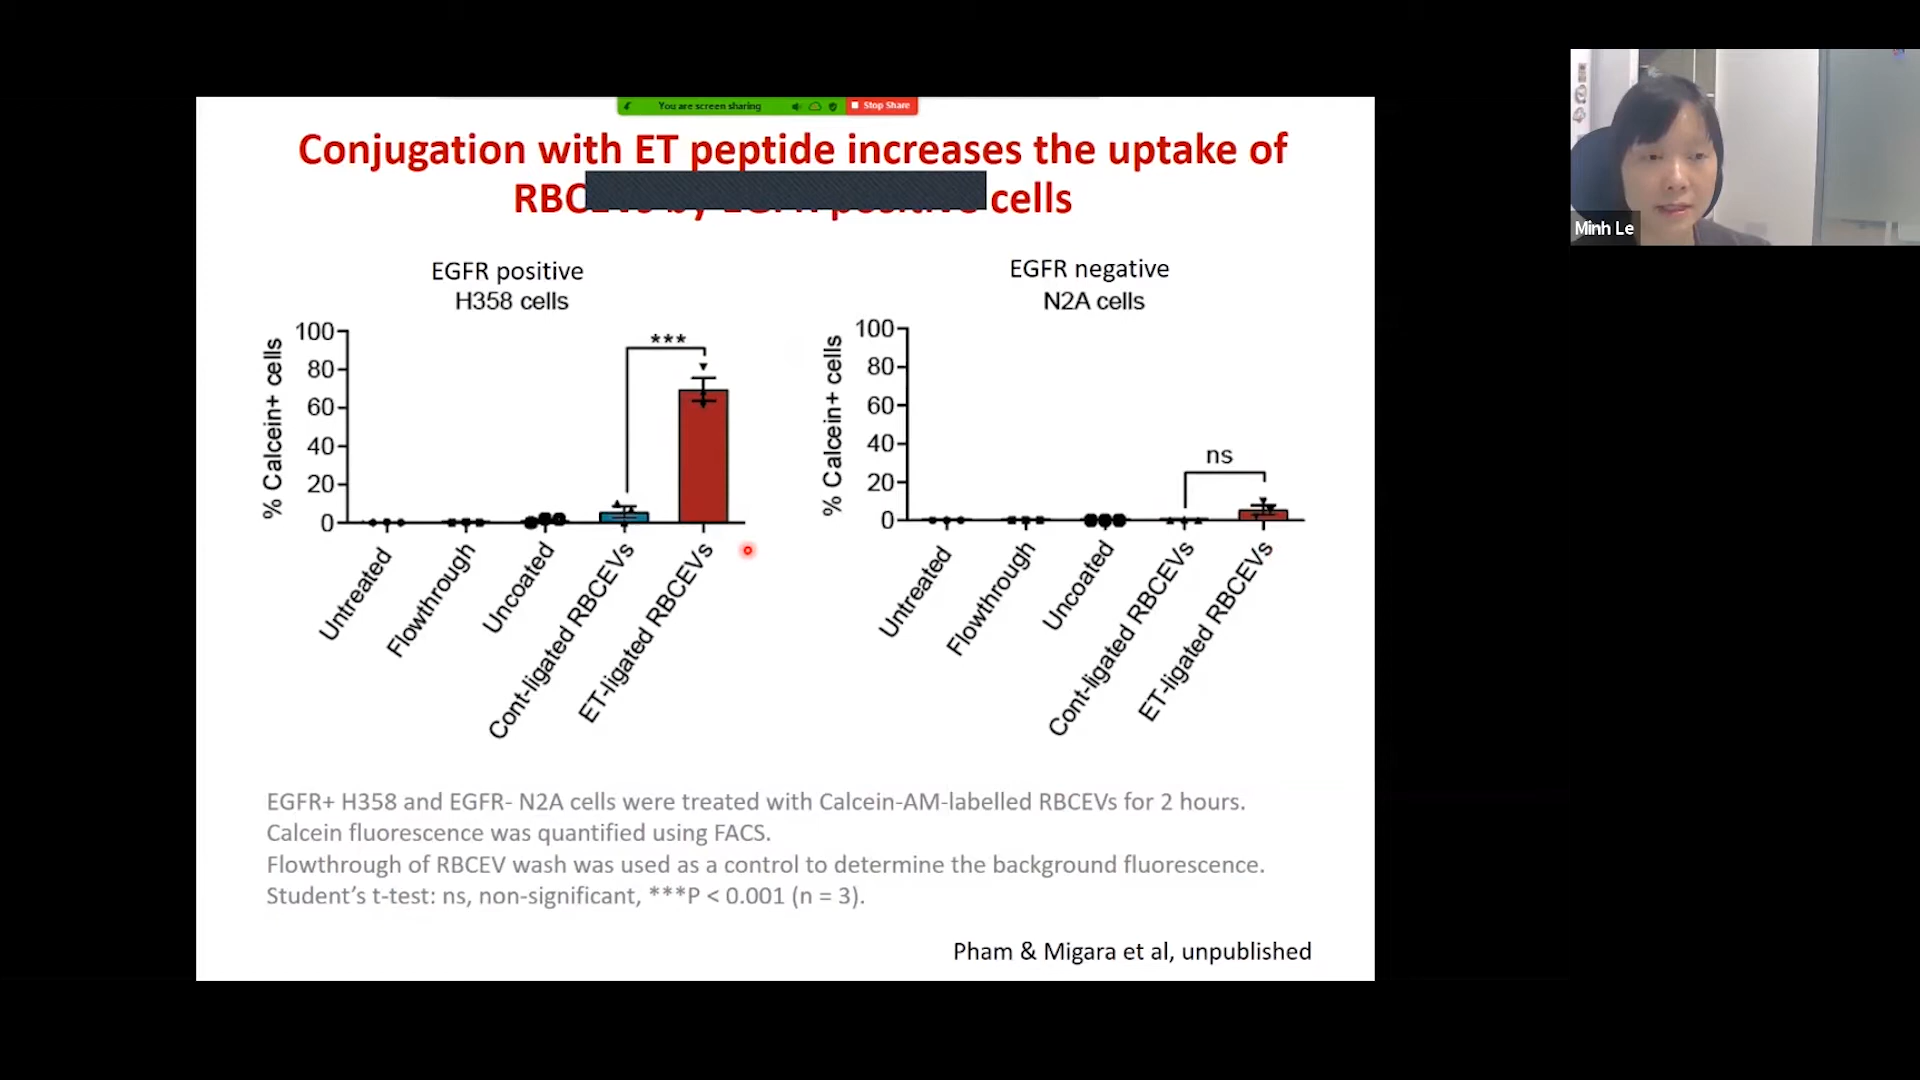 You are screen sharing
Stop Share
Conjugation with ET peptide increases the uptake of
RBCEVs by EGFR positive cells
Minh Le
EGFR positive
H358 cells
% Calcein+ cells
100
80
60
40
20
0
***
Untreated
Flowthrough
Uncoated
Cont-ligated RBCEVs
ET-ligated RBCEVs
EGFR negative
N2A cells
% Calcein+ cells
100
80
60
40
20
0
ns
Untreated
Flowthrough
Uncoated
Cont-ligated RBCEVs
ET-ligated RBCEVs
EGFR+ H358 and EGFR- N2A cells were treated with Calcein-AM-labelled RBCEVs for 2 hours.
Calcein fluorescence was quantified using FACS.
Flowthrough of RBCEV wash was used as a control to determine the background fluorescence.
Student’s t-test: ns, non-significant, ***P < 0.001 (n = 3).
Pham & Migara et al, unpublished